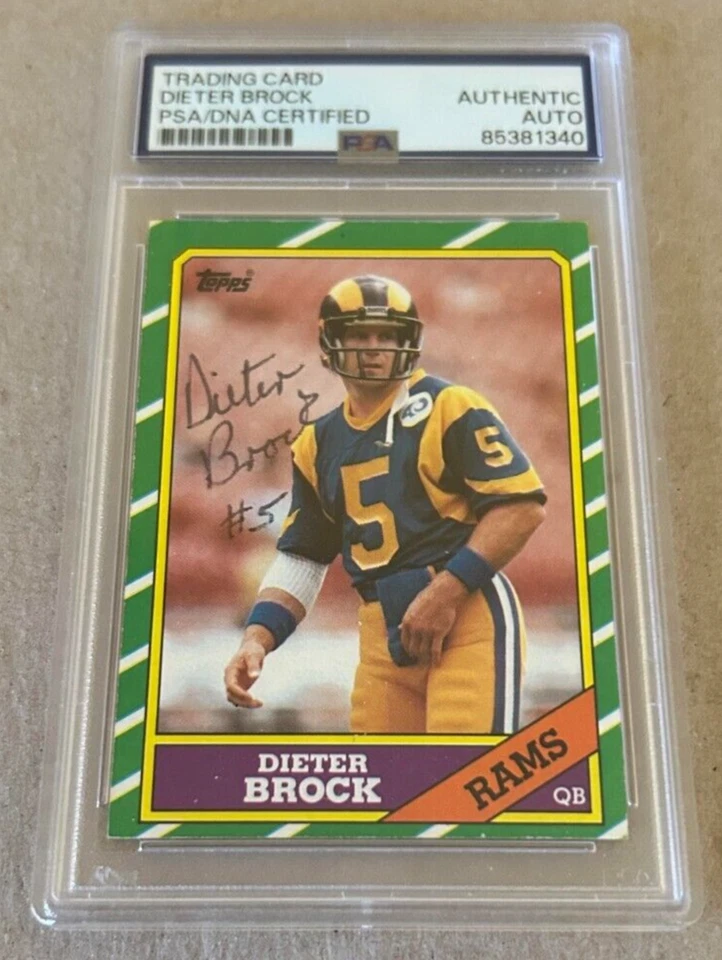 TRADING CARD
DIETER BROCK
PSA/DNA CERTIFIED
AUTHENTIC
AUTO
85381340
PSA
Topps®
Dieter
Brock
#5
5
5
DIETER
BROCK
RAMS
QB